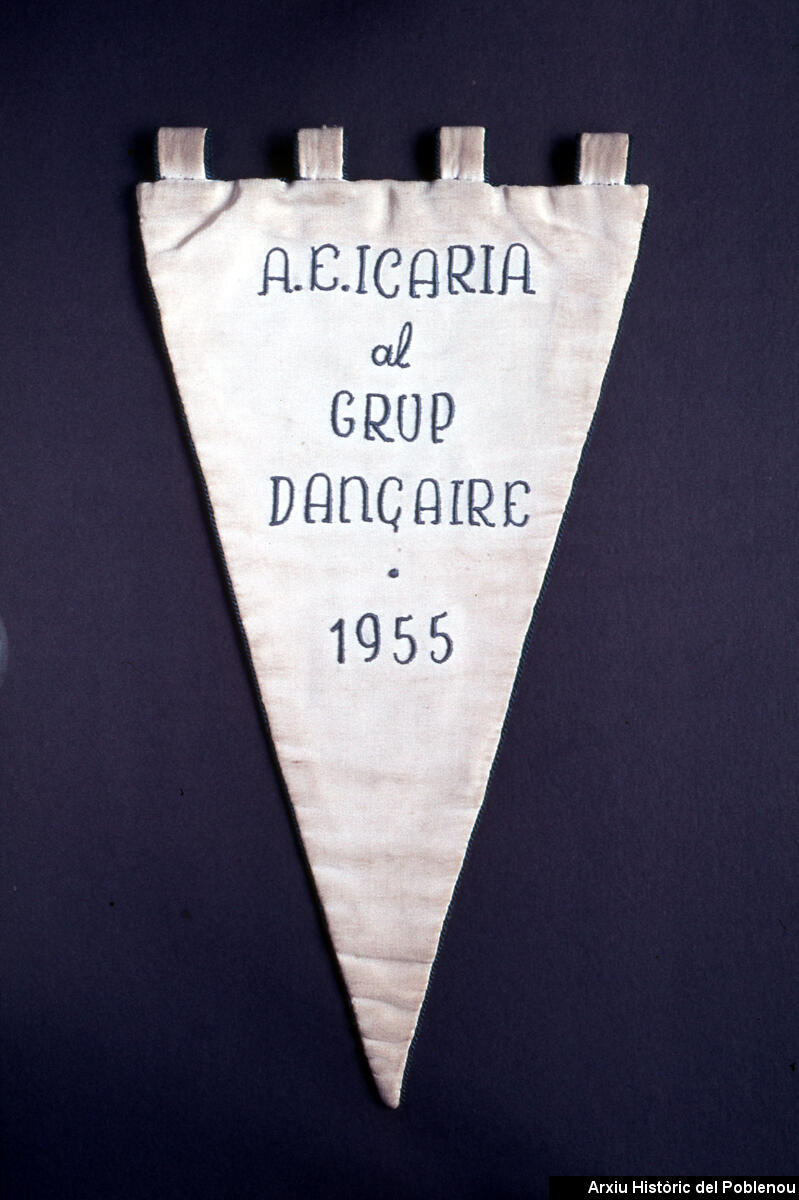 A.E.ICARIA
al
GRUP
DANÇAIRE
.
1955
Arxiu Històric del Poblenou